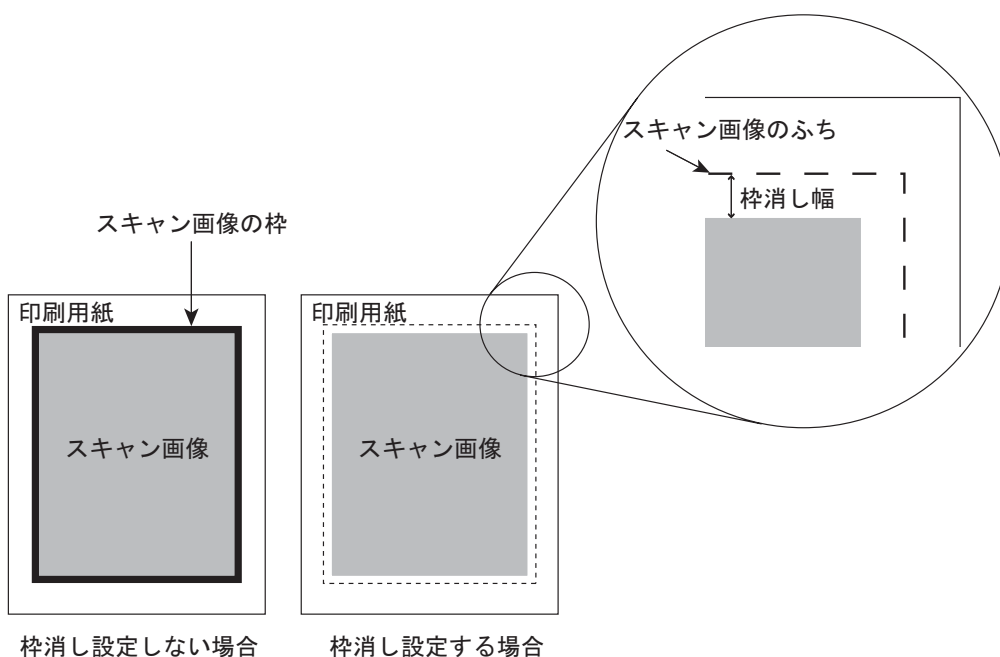 スキャン画像のふち
枠消し幅
スキャン画像の枠
印刷用紙
スキャン画像
枠消し設定しない場合
印刷用紙
スキャン画像
枠消し設定する場合